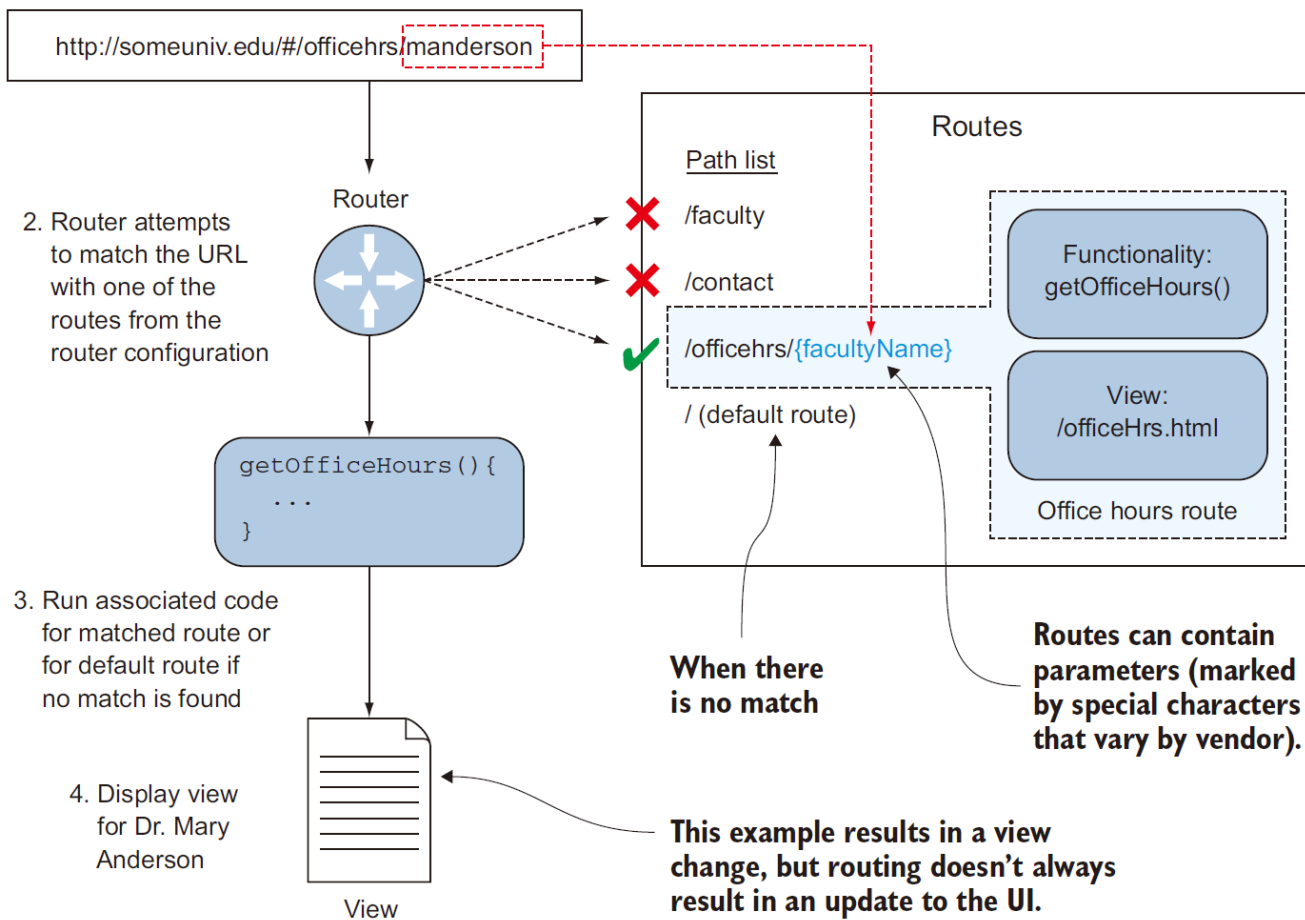 http://someuniv.edu/#/officehrs/manderson
Routes
Path list
Router
2. Router attempts
to match the URL
with one of the
routes from the
router configuration
/faculty
/contact
/officehrs/{facultyName}
/ (default route)
Functionality:
getOfficeHours()
View:
/officeHrs.html
Office hours route
getOfficeHours(){
...
}
3. Run associated code
for matched route or
for default route if
no match is found
When there
is no match
Routes can contain
parameters (marked
by special characters
that vary by vendor).
4. Display view
for Dr. Mary
Anderson
This example results in a view
change, but routing doesn’t always
result in an update to the UI.
View